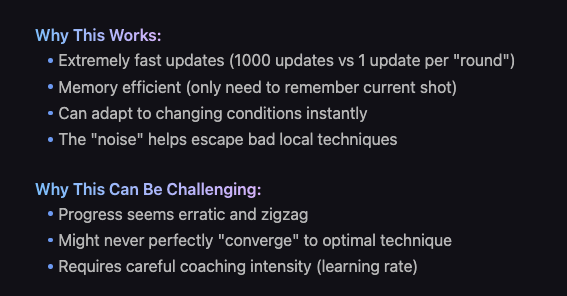 Why This Works:
• Extremely fast updates (1000 updates vs 1 update per "round")
• Memory efficient (only need to remember current shot)
• Can adapt to changing conditions instantly
• The "noise" helps escape bad local techniques
Why This Can Be Challenging:
• Progress seems erratic and zigzag
• Might never perfectly "converge" to optimal technique
• Requires careful coaching intensity (learning rate)